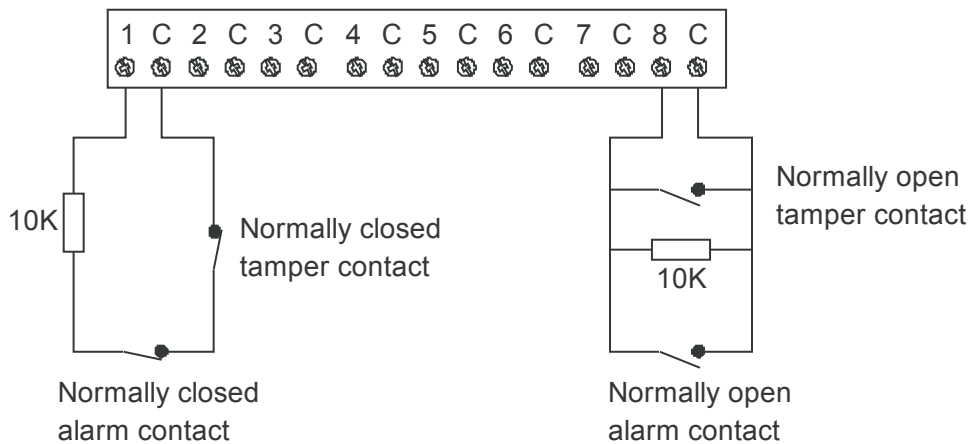 1 C 2 C 3 C 4 C 5 C 6 C 7 C 8 C
10K
Normally closed
tamper contact
Normally closed
alarm contact
Normally open
tamper contact
10K
Normally open
alarm contact